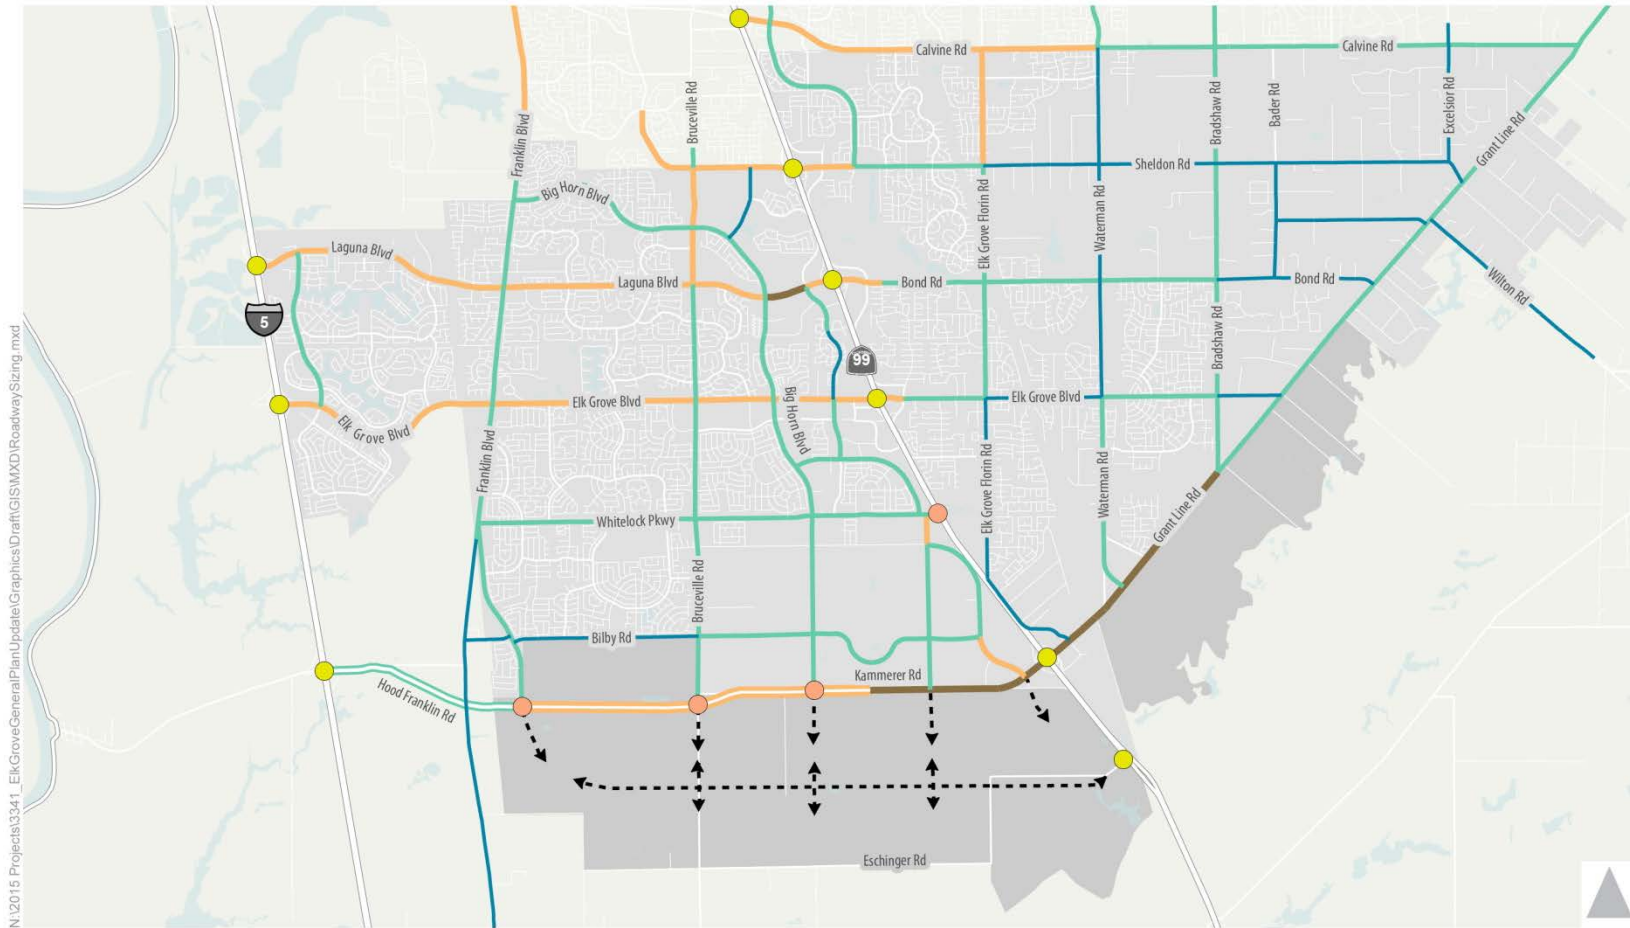 Calvine Rd
Calvine Rd
Franklin Blvd
Bruceville Rd
Bradshaw Rd
Bader Rd
Excelsior Rd
Grant Line Rd
Sheldon Rd
Big Horn Blvd
Elk Grove Florin Rd
Waterman Rd
Laguna Blvd
Laguna Blvd
Bond Rd
Bond Rd
Wilton Rd
5
Bradshaw Rd
99
Elk Grove Blvd
Elk Grove Blvd
Elk Grove Blvd
Big Horn Blvd
Franklin Blvd
Elk Grove Florin Rd
Waterman Rd
Grant Line Rd
Whitelock Pkwy
Bruceville Rd
Bilby Rd
Kammerer Rd
Hood Franklin Rd
Eschinger Rd
N:\2015 Projects\3341_ElkGroveGeneralPlanUpdate\Graphics\Draft\GIS\MXD\RoadwaySizing.mxd